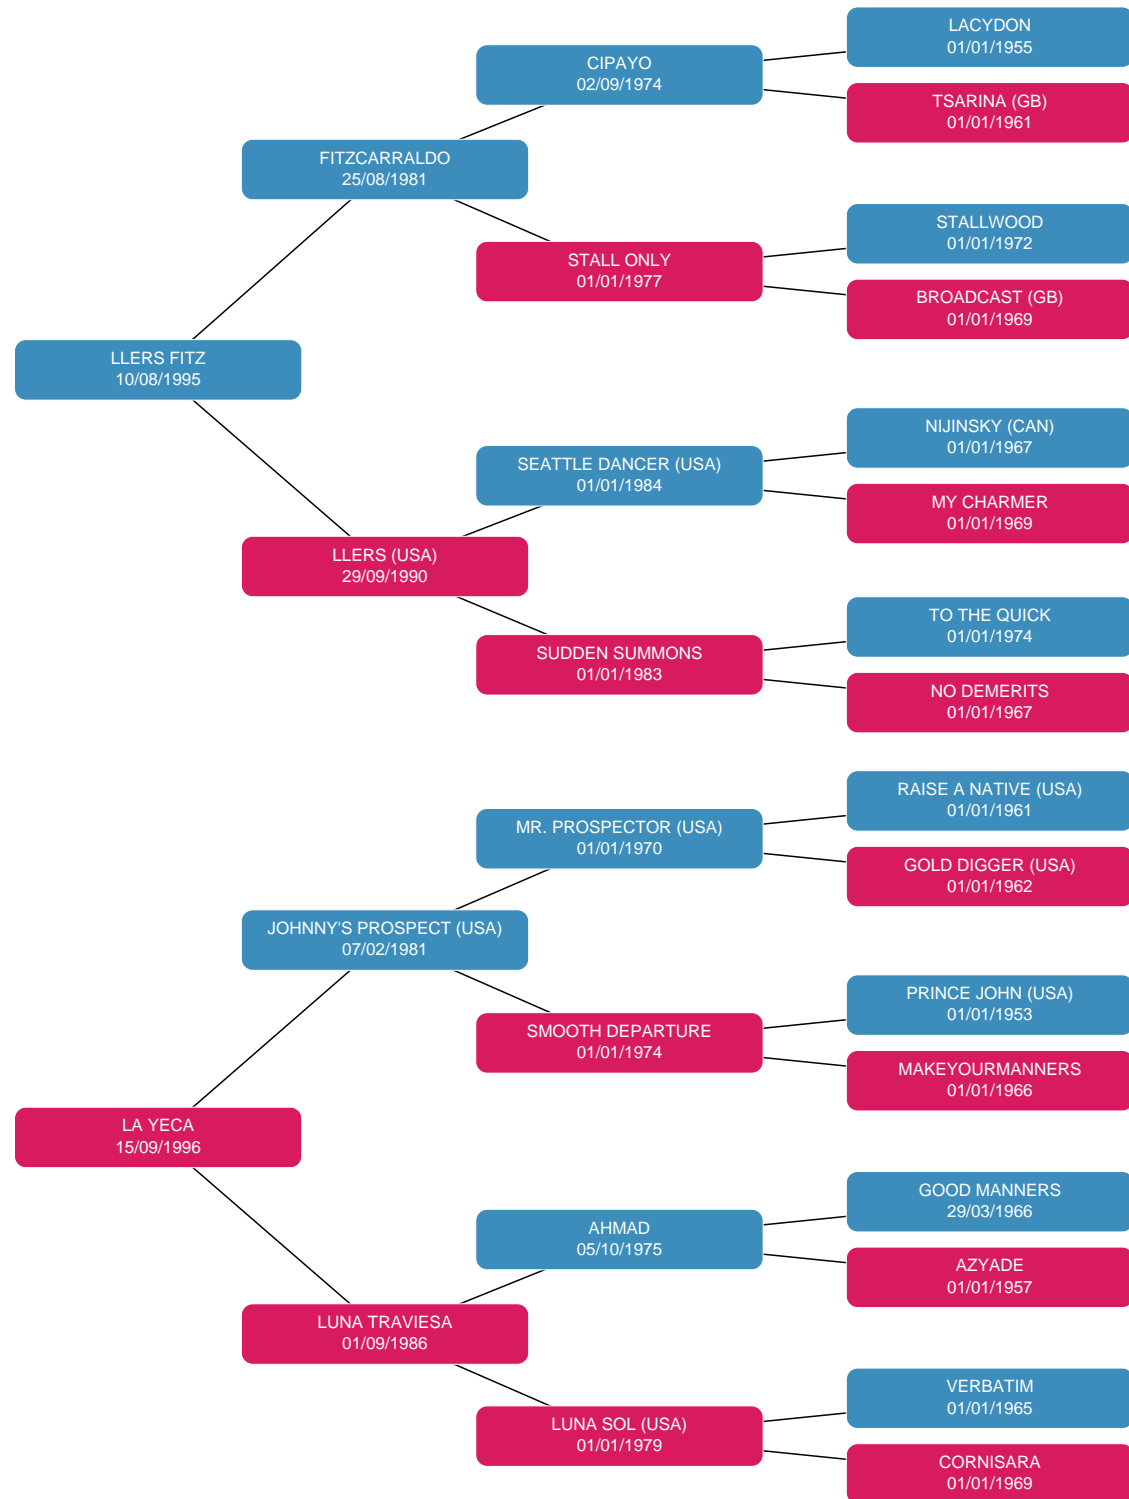 LACYDON
01/01/1955
CIPAYO
02/09/1974
TSARINA (GB)
01/01/1961
FITZCARRALDO
25/08/1981
STALLWOOD
01/01/1972
STALL ONLY
01/01/1977
BROADCAST (GB)
01/01/1969
LLERS FITZ
10/08/1995
NIJINSKY (CAN)
01/01/1967
SEATTLE DANCER (USA)
01/01/1984
MY CHARMER
01/01/1969
LLERS (USA)
29/09/1990
TO THE QUICK
01/01/1974
SUDDEN SUMMONS
01/01/1983
NO DEMERITS
01/01/1967
RAISE A NATIVE (USA)
01/01/1961
MR. PROSPECTOR (USA)
01/01/1970
GOLD DIGGER (USA)
01/01/1962
JOHNNY'S PROSPECT (USA)
07/02/1981
PRINCE JOHN (USA)
01/01/1953
SMOOTH DEPARTURE
01/01/1974
MAKEYOURMANNERS
01/01/1966
LA YECA
15/09/1996
GOOD MANNERS
29/03/1966
AHMAD
05/10/1975
AZYADE
01/01/1957
LUNA TRAVIESA
01/09/1986
VERBATIM
01/01/1965
LUNA SOL (USA)
01/01/1979
CORNISARA
01/01/1969